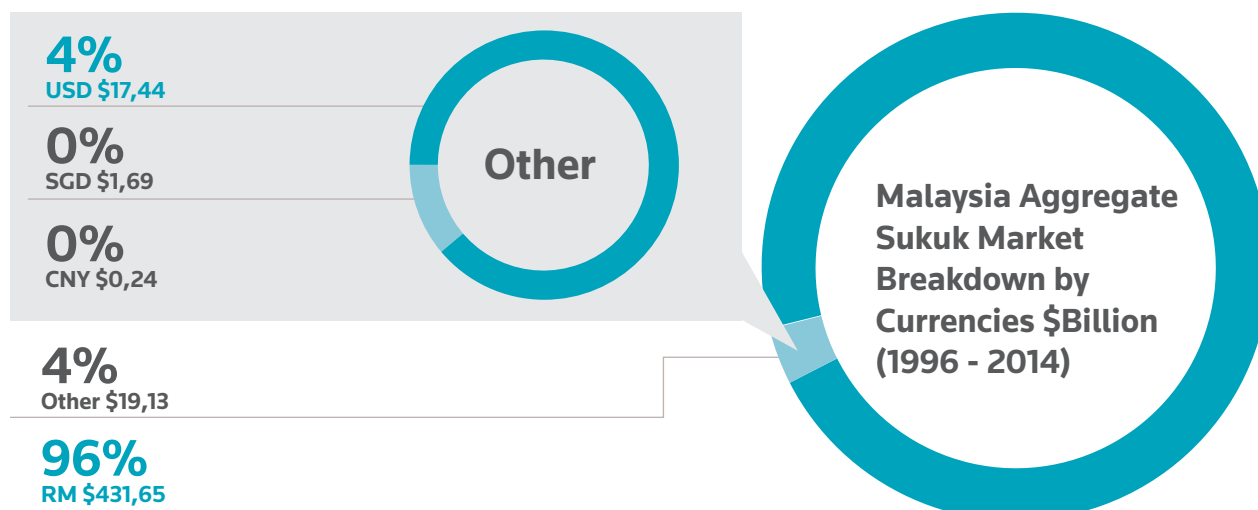 4%
USD $17,44
0%
SGD $1,69
0%
CNY $0,24
Other
4%
Other $19,13
96%
RM $431,65
Malaysia Aggregate
Sukuk Market
Breakdown by
Currencies $Billion
(1996 - 2014)